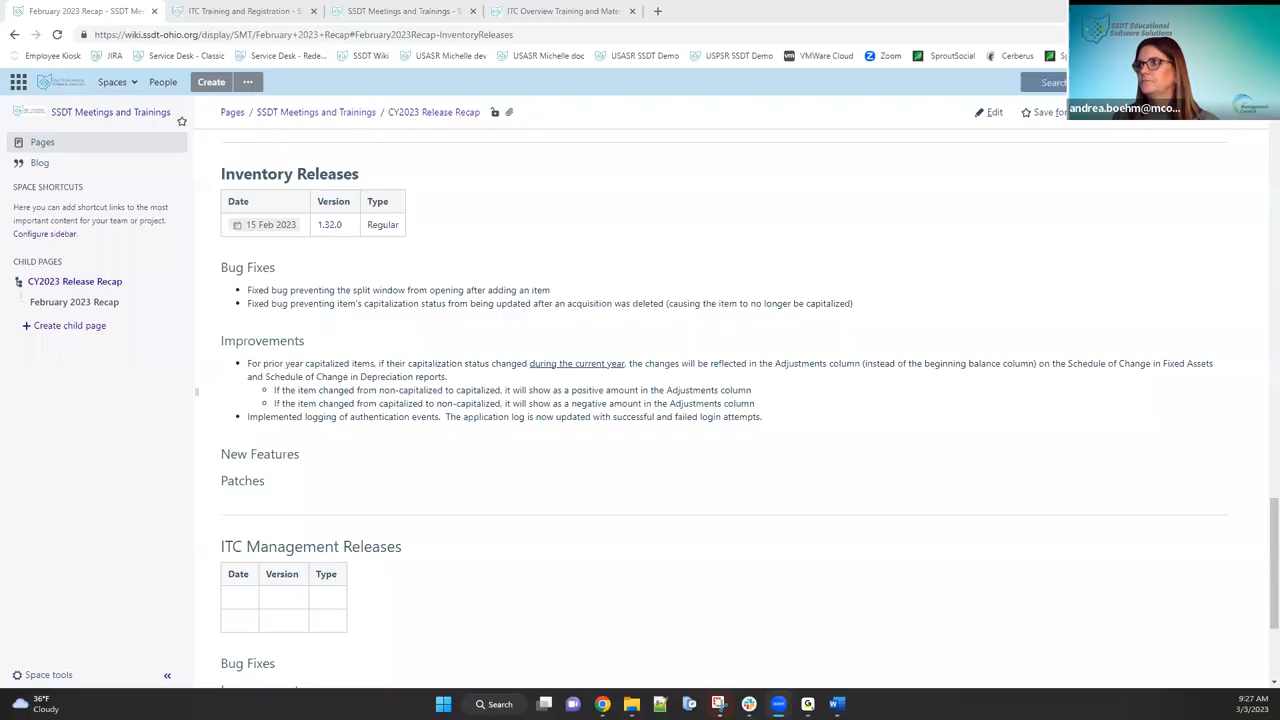 February 2023 Recap - SSDT Mee
ITC Training and Registration - S
SSDT Meetings and Trainings - S
ITC Overview Training and Mate
https://wiki.ssdt-ohio.org/display/SMT/February+2023+Recap#February2023Recap-InventoryReleases
Employee Kiosk
JIRA
Service Desk - Classic
Service Desk - Rede...
SSDT Wiki
USASR Michelle dev
USASR Michelle doc
USASR SSDT Demo
USPSR SSDT Demo
VMWare Cloud
Zoom
SproutSocial
Cerberus
SSDT Educational
Software Solutions
Management
Council
andrea.boehm@mco...
Spaces
People
Create
Search
SSDT Meetings and Trainings
Pages
Blog
SPACE SHORTCUTS
Here you can add shortcut links to the most
important content for your team or project.
Configure sidebar.
CHILD PAGES
CY2023 Release Recap
February 2023 Recap
+ Create child page
Space tools
Pages / SSDT Meetings and Trainings / CY2023 Release Recap
Edit
Save for
Inventory Releases
Date Version Type
15 Feb 2023 1.32.0 Regular
Bug Fixes
• Fixed bug preventing the split window from opening after adding an item
• Fixed bug preventing item's capitalization status from being updated after an acquisition was deleted (causing the item to no longer be capitalized)
Improvements
• For prior year capitalized items, if their capitalization status changed during the current year, the changes will be reflected in the Adjustments column (instead of the beginning balance column) on the Schedule of Change in Fixed Assets
and Schedule of Change in Depreciation reports.
◦ If the item changed from non-capitalized to capitalized, it will show as a positive amount in the Adjustments column
◦ If the item changed from capitalized to non-capitalized, it will show as a negative amount in the Adjustments column
• Implemented logging of authentication events. The application log is now updated with successful and failed login attempts.
New Features
Patches
ITC Management Releases
Date Version Type
Bug Fixes
36°F
Cloudy
Search
9:27 AM
3/3/2023